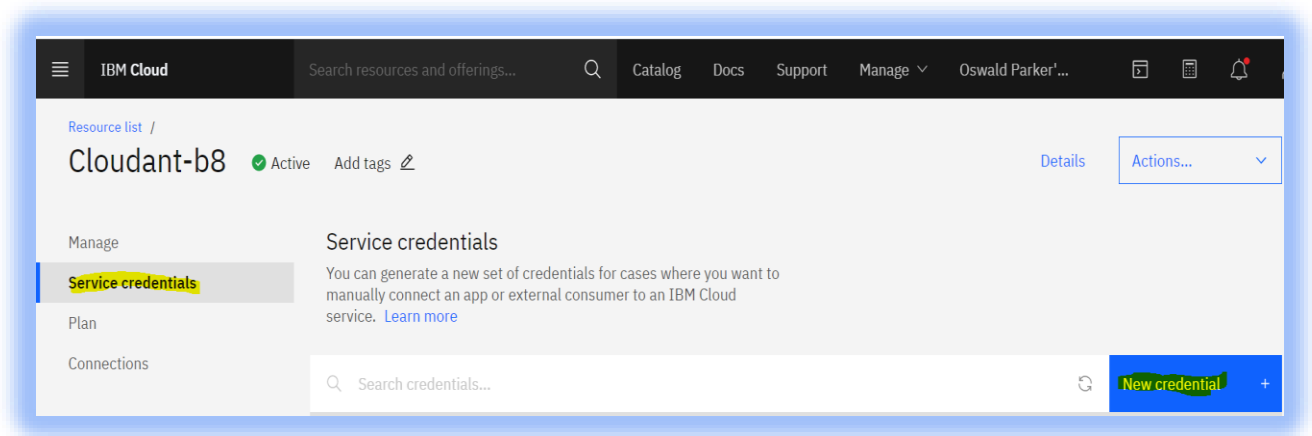 IBM Cloud Search resources and offerings... Catalog Docs Support Manage Oswald Parker'...
Resource list /
Cloudant-b8 Active Add tags Details Actions...
Manage
Service credentials
Plan
Connections
Service credentials
You can generate a new set of credentials for cases where you want to
manually connect an app or external consumer to an IBM Cloud
service. Learn more
Search credentials... New credential +